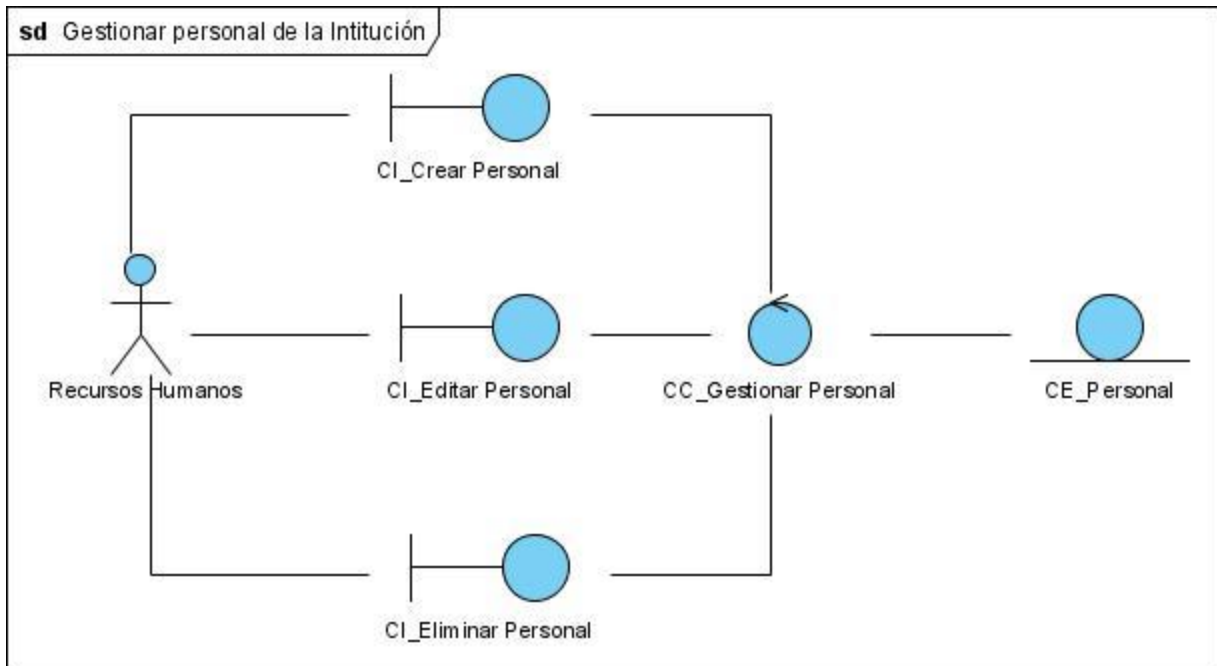 sd Gestionar personal de la Intitución
CI_Crear Personal
Recursos Humanos
CI_Editar Personal
CC_Gestionar Personal
CE_Personal
CI_Eliminar Personal